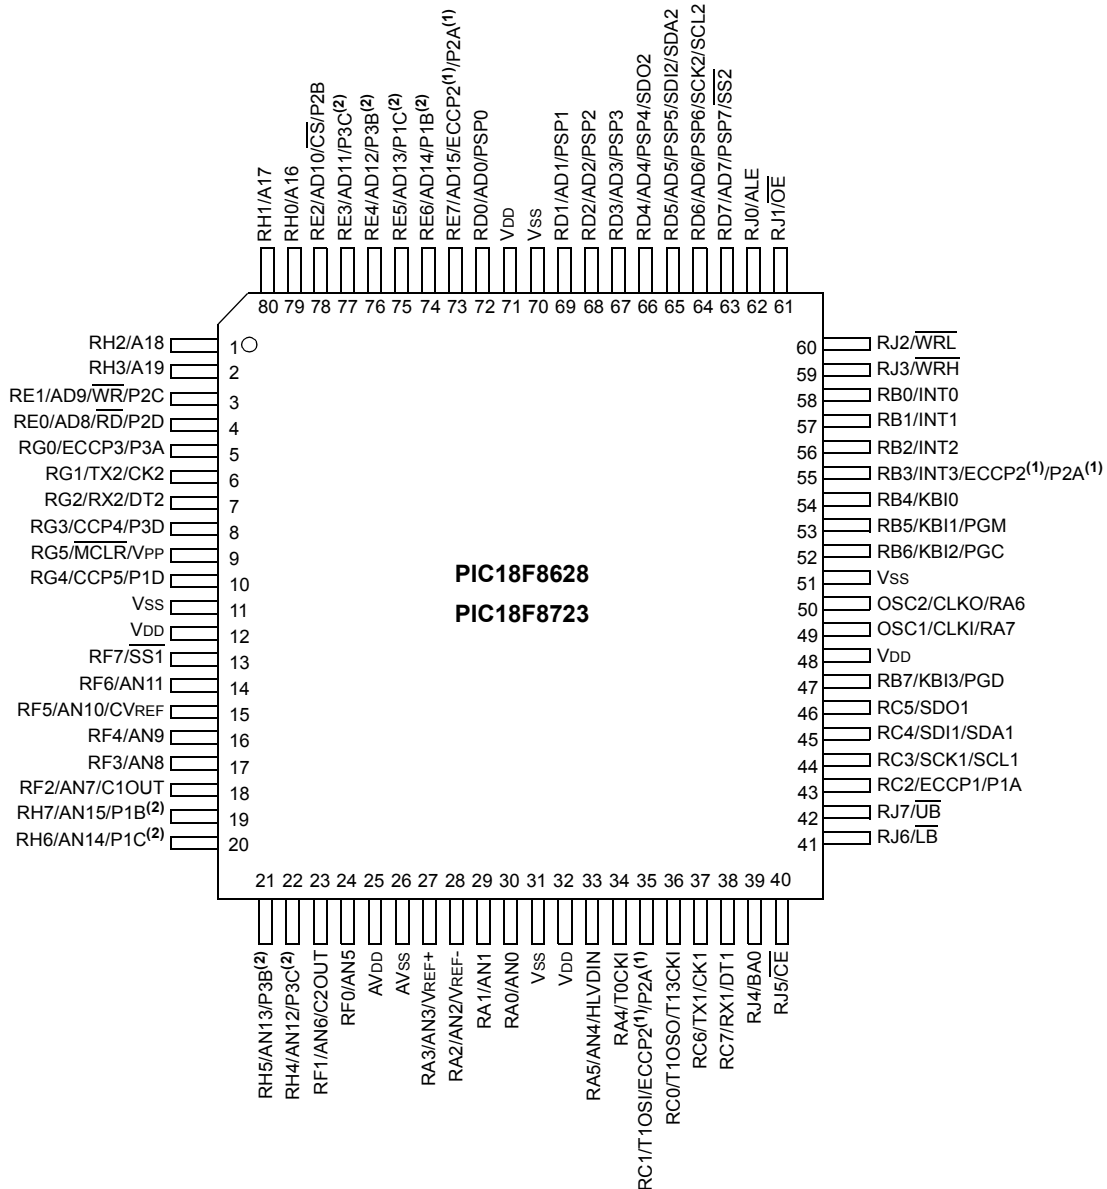 RH1/A17
RH0/A16
RE2/AD10/C̅S̅/P2B
RE3/AD11/P3C(2)
RE4/AD12/P3B(2)
RE5/AD13/P1C(2)
RE6/AD14/P1B(2)
RE7/AD15/ECCP2(1)/P2A(1)
RD0/AD0/PSP0
VDD
VSS
RD1/AD1/PSP1
RD2/AD2/PSP2
RD3/AD3/PSP3
RD4/AD4/PSP4/SDO2
RD5/AD5/PSP5/SDI2/SDA2
RD6/AD6/PSP6/SCK2/SCL2
RD7/AD7/PSP7/S̅S̅2
RJ0/ALE
RJ1/O̅E̅
80 79 78 77 76 75 74 73 72 71 70 69 68 67 66 65 64 63 62 61
RH2/A18 1
RH3/A19 2
RE1/AD9/W̅R̅/P2C 3
RE0/AD8/R̅D̅/P2D 4
RG0/ECCP3/P3A 5
RG1/TX2/CK2 6
RG2/RX2/DT2 7
RG3/CCP4/P3D 8
RG5/M̅C̅L̅R̅/VPP 9
RG4/CCP5/P1D 10
VSS 11
VDD 12
RF7/S̅S̅1̅ 13
RF6/AN11 14
RF5/AN10/CVREF 15
RF4/AN9 16
RF3/AN8 17
RF2/AN7/C1OUT 18
RH7/AN15/P1B(2) 19
RH6/AN14/P1C(2) 20
PIC18F8628
PIC18F8723
60 RJ2/W̅R̅L̅
59 RJ3/W̅R̅H̅
58 RB0/INT0
57 RB1/INT1
56 RB2/INT2
55 RB3/INT3/ECCP2(1)/P2A(1)
54 RB4/KBI0
53 RB5/KBI1/PGM
52 RB6/KBI2/PGC
51 VSS
50 OSC2/CLKO/RA6
49 OSC1/CLKI/RA7
48 VDD
47 RB7/KBI3/PGD
46 RC5/SDO1
45 RC4/SDI1/SDA1
44 RC3/SCK1/SCL1
43 RC2/ECCP1/P1A
42 RJ7/U̅B̅
41 RJ6/L̅B̅
21 22 23 24 25 26 27 28 29 30 31 32 33 34 35 36 37 38 39 40
RH5/AN13/P3B(2)
RH4/AN12/P3C(2)
RF1/AN6/C2OUT
RF0/AN5
AVDD
AVSS
RA3/AN3/VREF+
RA2/AN2/VREF-
RA1/AN1
RA0/AN0
VSS
VDD
RA5/AN4/HLVDIN
RA4/T0CKI
RC1/T1OSI/ECCP2(1)/P2A(1)
RC0/T1OSO/T13CKI
RC6/TX1/CK1
RC7/RX1/DT1
RJ4/BA0
RJ5/C̅E̅